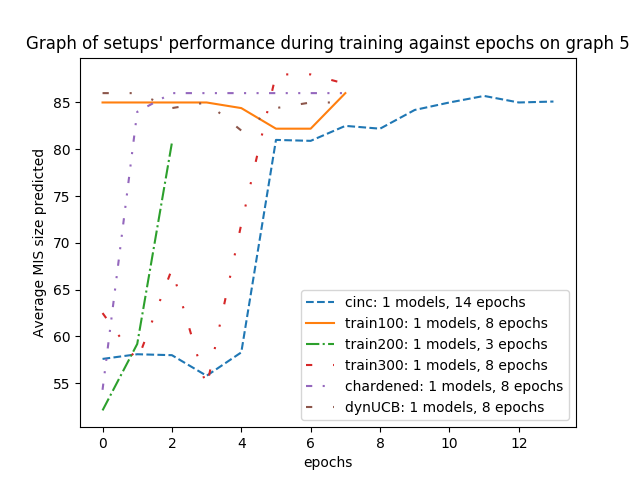 Graph of setups' performance during training against epochs on graph 5
Average MIS size predicted
85
80
75
70
65
60
55
0 2 4 6 8 10 12
epochs
cinc: 1 models, 14 epochs
train100: 1 models, 8 epochs
train200: 1 models, 3 epochs
train300: 1 models, 8 epochs
chardened: 1 models, 8 epochs
dynUCB: 1 models, 8 epochs